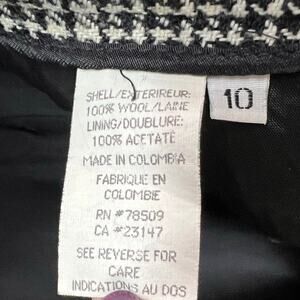 SHELL/EXTERIREUR:
100% WOOL/LAINE
LINING/DOUBLURE:
100% ACETATE
MADE IN COLOMBIA
FABRIQUE EN
COLOMBIE
RN #78509
CA #23147
SEE REVERSE FOR
CARE
INDICATIONS AU DOS
10